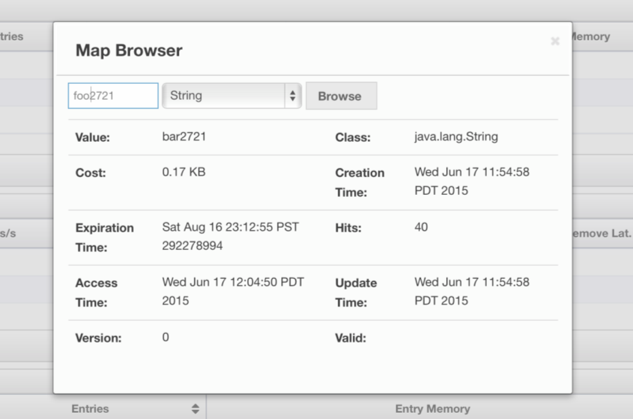 tries
Memory
Map Browser
foo2721 String Browse
Value: bar2721 Class: java.lang.String
Cost: 0.17 KB Creation Wed Jun 17 11:54:58
Time: PDT 2015
Expiration Sat Aug 16 23:12:55 PST Hits: 40
Time: 292278994
s/s
emove Lat.
Access Wed Jun 17 12:04:50 PDT Update Wed Jun 17 11:54:58
Time: 2015 Time: PDT 2015
Version: 0 Valid:
Entries Entry Memory